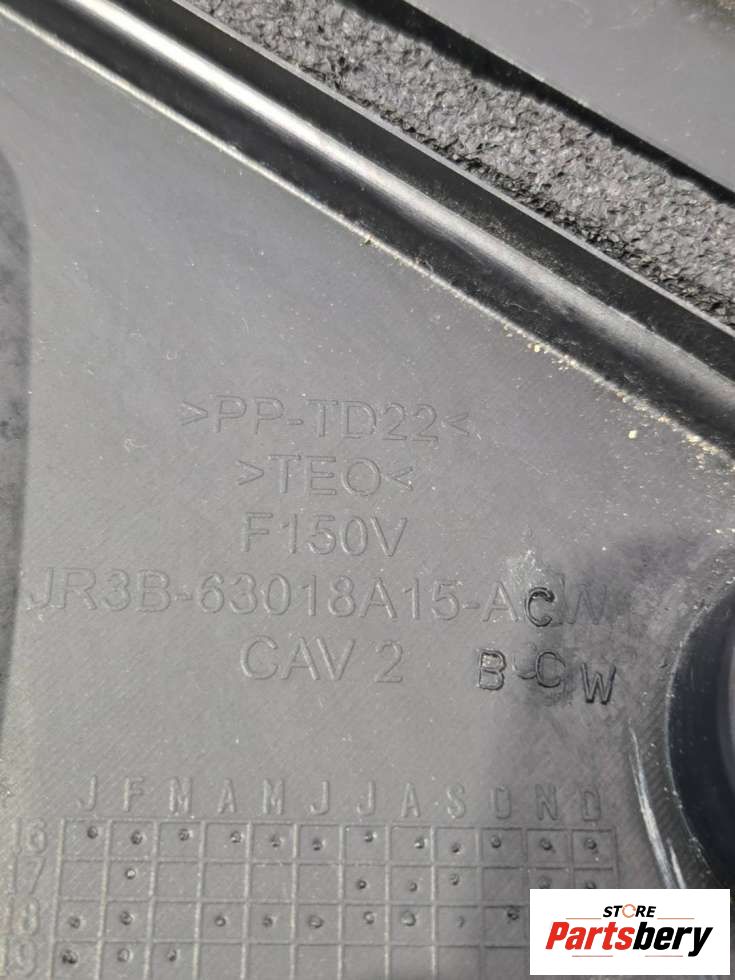 >PP-TD22<
>TEO<
F150V
JR3B-63018A15-ACW
CAV 2 B-CW
J F M A M J J A S O N D
16
17
18
19
STORE
Partsbery